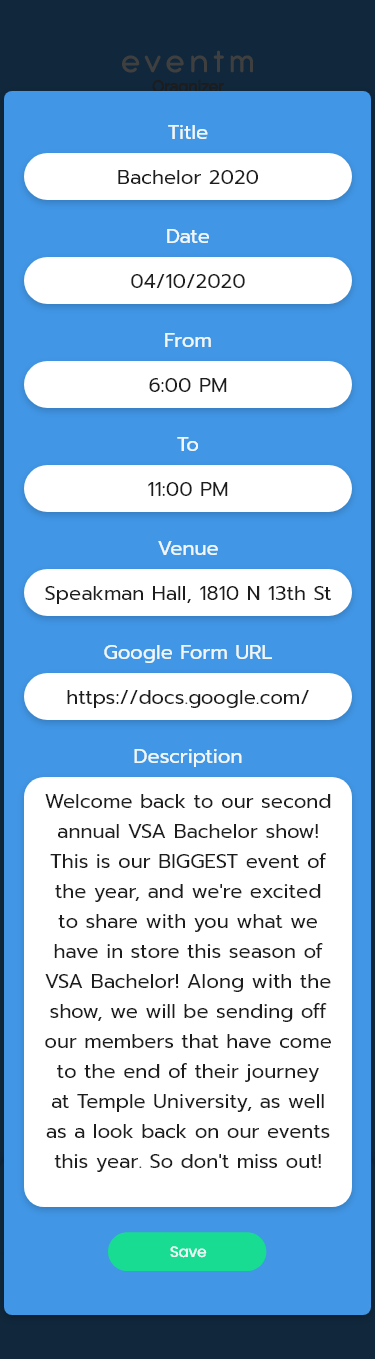 eventm
Organizer
Title
Bachelor 2020
Date
04/10/2020
From
6:00 PM
To
11:00 PM
Venue
Speakman Hall, 1810 N 13th St
Google Form URL
https://docs.google.com/
Description
Welcome back to our second
annual VSA Bachelor show!
This is our BIGGEST event of
the year, and we're excited
to share with you what we
have in store this season of
VSA Bachelor! Along with the
show, we will be sending off
our members that have come
to the end of their journey
at Temple University, as well
as a look back on our events
this year. So don't miss out!
Save